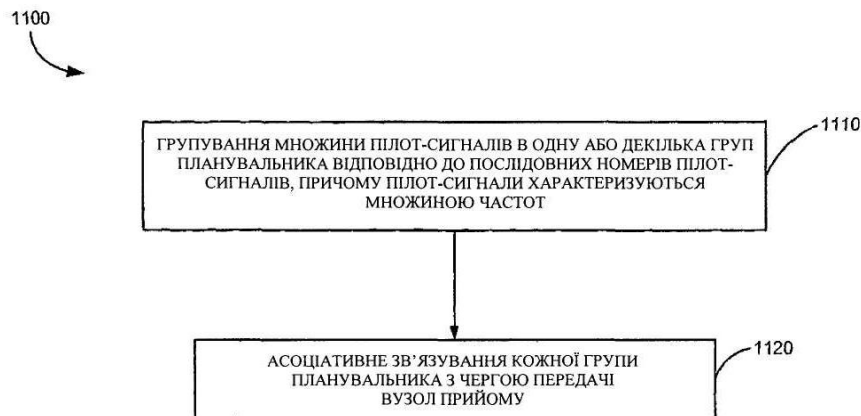 1100
1110
ГРУПУВАННЯ МНОЖИНИ ПІЛОТ-СИГНАЛІВ В ОДНУ АБО ДЕКІЛЬКА ГРУП
ПЛАНУВАЛЬНИКА ВІДПОВІДНО ДО ПОСЛІДОВНИХ НОМЕРІВ ПІЛОТ-
СИГНАЛІВ, ПРИЧОМУ ПІЛОТ-СИГНАЛИ ХАРАКТЕРИЗУЮТЬСЯ
МНОЖИНОЮ ЧАСТОТ
1120
АСОЦІАТИВНЕ ЗВ'ЯЗУВАННЯ КОЖНОЇ ГРУПИ
ПЛАНУВАЛЬНИКА З ЧЕРГОЮ ПЕРЕДАЧІ
ВУЗОЛ ПРИЙОМУ